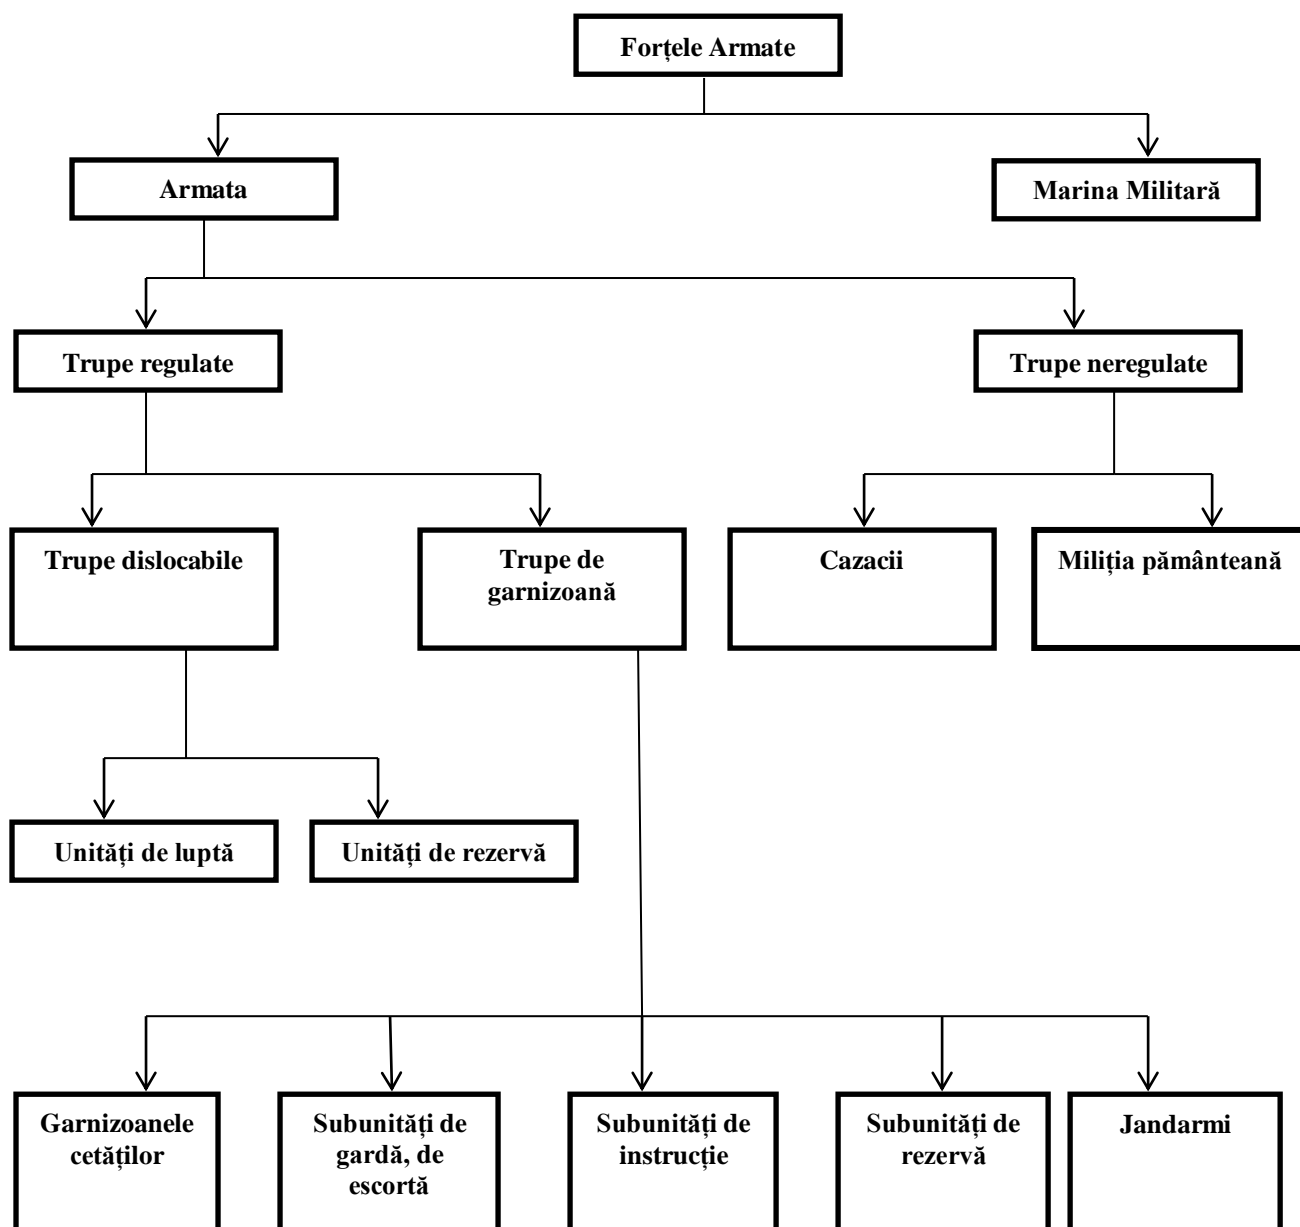 Forțele Armate
Armata
Marina Militară
Trupe regulate
Trupe neregulate
Trupe dislocabile
Trupe de
garnizoană
Cazacii
Miliția pământeană
Unități de luptă
Unități de rezervă
Garnizoanele
cetăților
Subunități de
gardă, de
escortă
Subunități de
instrucție
Subunități de
rezervă
Jandarmi